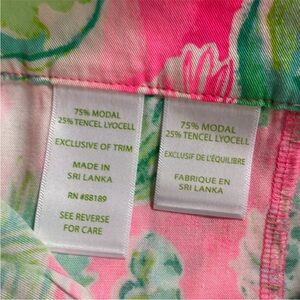 75% MODAL
25% TENCEL LYOCELL
EXCLUSIVE OF TRIM
MADE IN
SRI LANKA
RN #88189
SEE REVERSE
FOR CARE
75% MODAL
25% TENCEL LYOCELL
EXCLUSIF DE L'ÉQUILIBRE
FABRIQUE EN
SRI LANKA